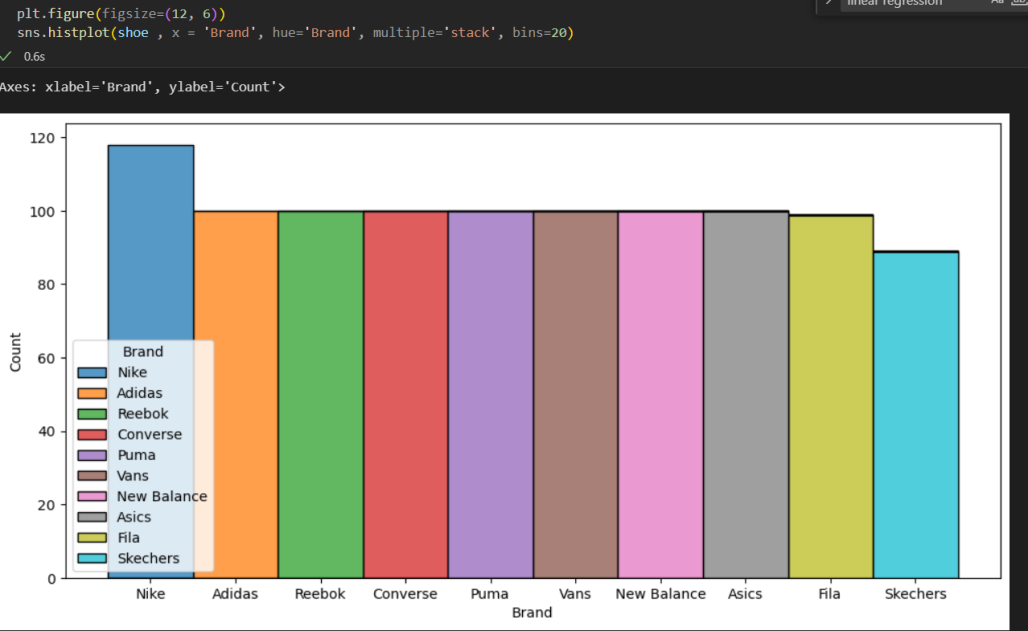 linear regression
plt.figure(figsize=(12, 6))
sns.histplot(shoe , x = 'Brand', hue='Brand', multiple='stack', bins=20)
0.6s
Axes: xlabel='Brand', ylabel='Count'>
120
100
80
60
40
20
0
Count
Brand
Nike
Adidas
Reebok
Converse
Puma
Vans
New Balance
Asics
Fila
Skechers
Nike Adidas Reebok Converse Puma Vans New Balance Asics Fila Skechers
Brand